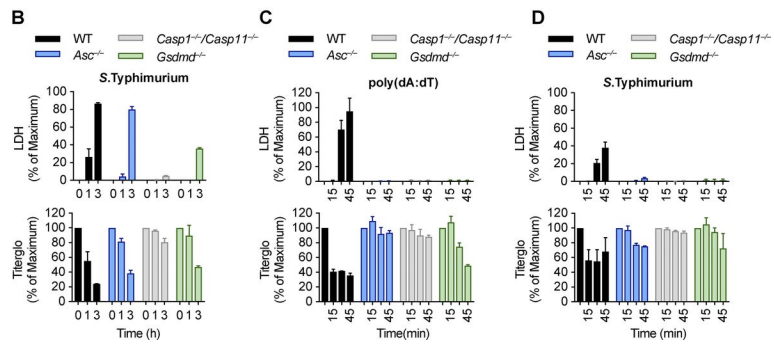 B
WT
Casp1–/–/Casp11–/–
Asc–/–
Gsdmd–/–
S.Typhimurium
LDH
(% of Maximum)
100
80
60
40
20
0
0 1 3 0 1 3 0 1 3 0 1 3
Titerglo
(% of Maximum)
120
100
80
60
40
20
0
0 1 3 0 1 3 0 1 3 0 1 3
Time (h)
C
WT
Casp1–/–/Casp11–/–
Asc–/–
Gsdmd–/–
poly(dA:dT)
LDH
(% of Maximum)
120
100
80
60
40
20
0
15 45 15 45 15 45 15 45
Titerglo
(% of Maximum)
120
100
80
60
40
20
0
15 45 15 45 15 45 15 45
Time(min)
D
WT
Casp1–/–/Casp11–/–
Asc–/–
Gsdmd–/–
S.Typhimurium
LDH
(% of Maximum)
120
100
80
60
40
20
0
15 45 15 45 15 45 15 45
Titerglo
(% of Maximum)
120
100
80
60
40
20
0
15 45 15 45 15 45 15 45
Time (min)